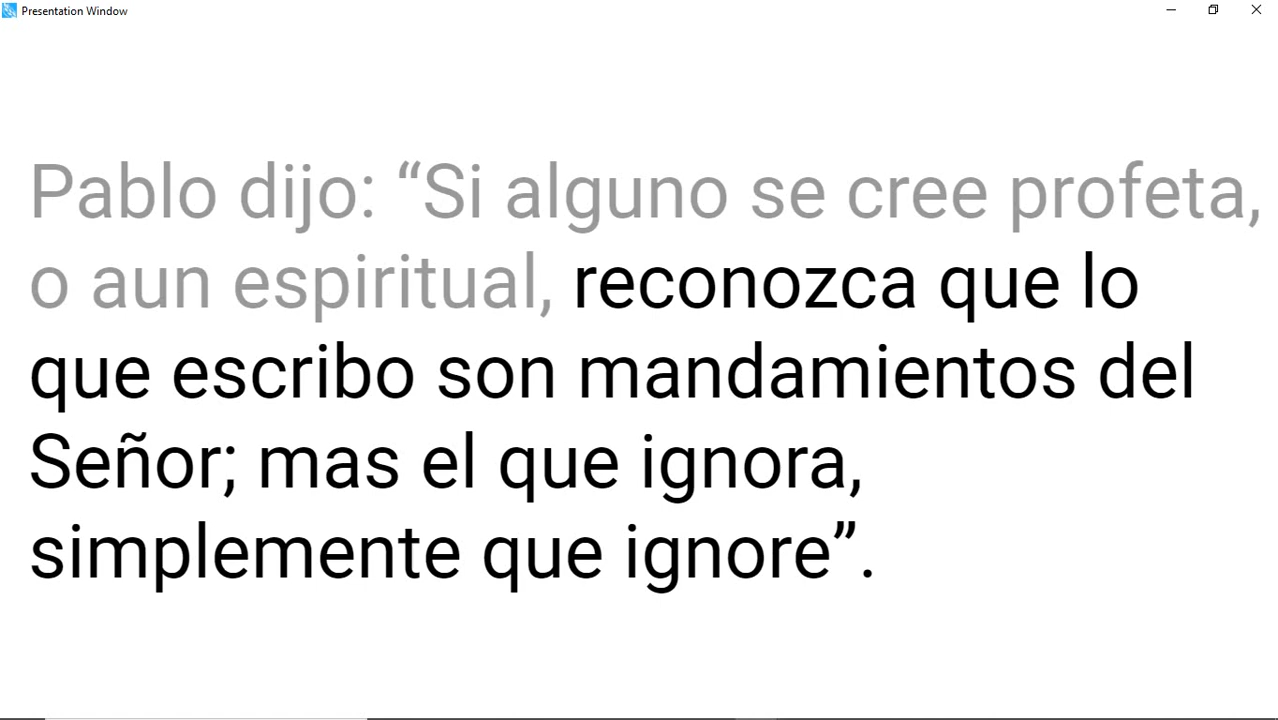 Presentation Window
Pablo dijo: “Si alguno se cree profeta,
o aun espiritual, reconozca que lo
que escribo son mandamientos del
Señor; mas el que ignora,
simplemente que ignore”.